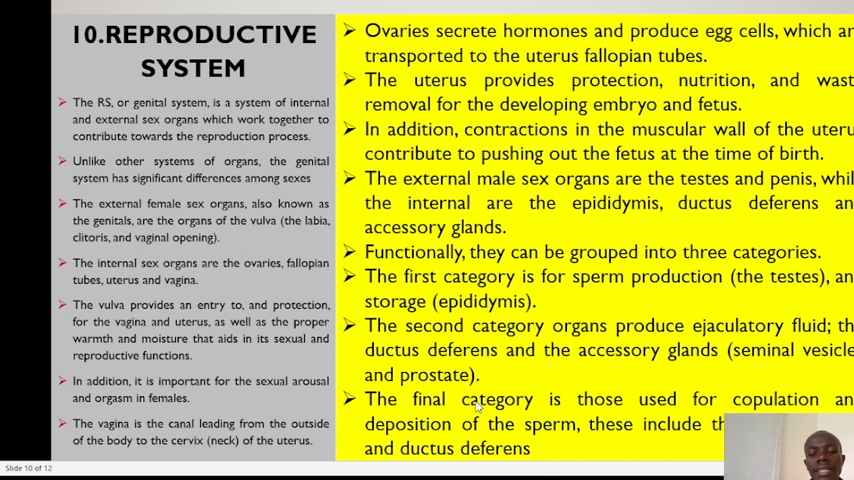 10.REPRODUCTIVE
SYSTEM
➢ The RS, or genital system, is a system of internal
and external sex organs which work together to
contribute towards the reproduction process.
➢ Unlike other systems of organs, the genital
system has significant differences among sexes
➢ The external female sex organs, also known as
the genitals, are the organs of the vulva (the labia,
clitoris, and vaginal opening).
➢ The internal sex organs are the ovaries, fallopian
tubes, uterus and vagina.
➢ The vulva provides an entry to, and protection,
for the vagina and uterus, as well as the proper
warmth and moisture that aids in its sexual and
reproductive functions.
➢ In addition, it is important for the sexual arousal
and orgasm in females.
➢ The vagina is the canal leading from the outside
of the body to the cervix (neck) of the uterus.
➢ Ovaries secrete hormones and produce egg cells, which ar
transported to the uterus fallopian tubes.
➢ The uterus provides protection, nutrition, and wast
removal for the developing embryo and fetus.
➢ In addition, contractions in the muscular wall of the uteru
contribute to pushing out the fetus at the time of birth.
➢ The external male sex organs are the testes and penis, whil
the internal are the epididymis, ductus deferens an
accessory glands.
➢ Functionally, they can be grouped into three categories.
➢ The first category is for sperm production (the testes), an
storage (epididymis).
➢ The second category organs produce ejaculatory fluid; th
ductus deferens and the accessory glands (seminal vesicle
and prostate).
➢ The final category is those used for copulation an
deposition of the sperm, these include th
and ductus deferens
Slide 10 of 12